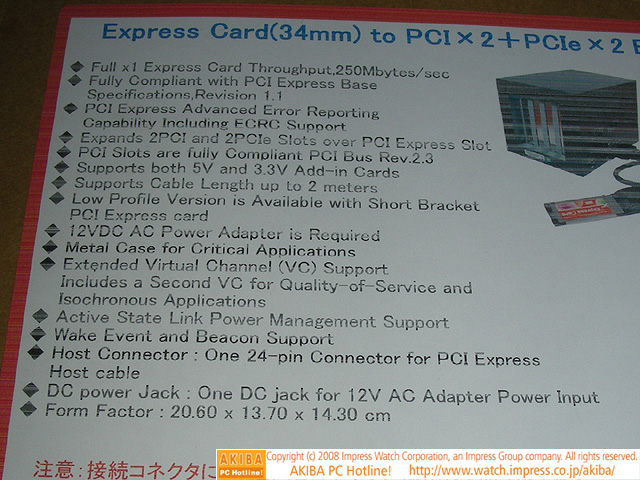 Express Card(34mm) to PCI×2+PCIe×2
◆ Full x1 Express Card Throughput,250Mbytes/sec
◆ Fully Compliant with PCI Express Base
Specifications,Revision 1.1
◆ PCI Express Advanced Error Reporting
Capability Including ECRC Support
◆ Expands 2PCI and 2PCIe Slots over PCI Express Slot
◆ PCI Slots are fully Compliant PCI Bus Rev.2.3
◆ Supports both 5V and 3.3V Add-in Cards
◆ Supports Cable Length up to 2 meters
◆ Low Profile Version is Available with Short Bracket
PCI Express card
◆ 12VDC AC Power Adapter is Required
◆ Metal Case for Critical Applications
◆ Extended Virtual Channel (VC) Support
Includes a Second VC for Quality-of-Service and
Isochronous Applications
◆ Active State Link Power Management Support
◆ Wake Event and Beacon Support
◆ Host Connector : One 24-pin Connector for PCI Express
Host cable
◆ DC power Jack : One DC jack for 12V AC Adapter Power Input
◆ Form Factor : 20.60 x 13.70 x 14.30 cm
Express Card
注意:接続コネクタに
AKIBA
PC Hotline!
Copyright (c) 2008 Impress Watch Corporation, an Impress Group company. All rights reserved.
AKIBA PC Hotline! http://www.watch.impress.co.jp/akiba/